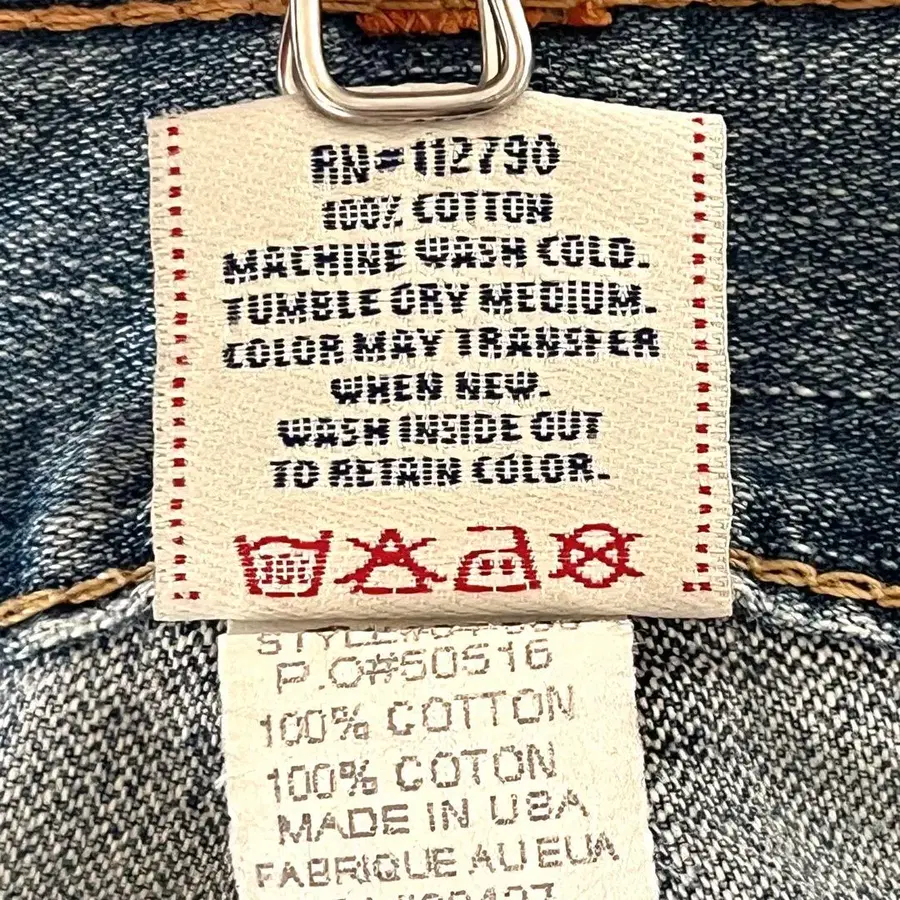 RN#112790
100% COTTON
MACHINE WASH COLD.
TUMBLE DRY MEDIUM.
COLOR MAY TRANSFER
WHEN NEW.
WASH INSIDE OUT
TO RETAIN COLOR.
P.O#50516
100% COTTON
100% COTON
MADE IN USA
FABRIQUE AU EUA